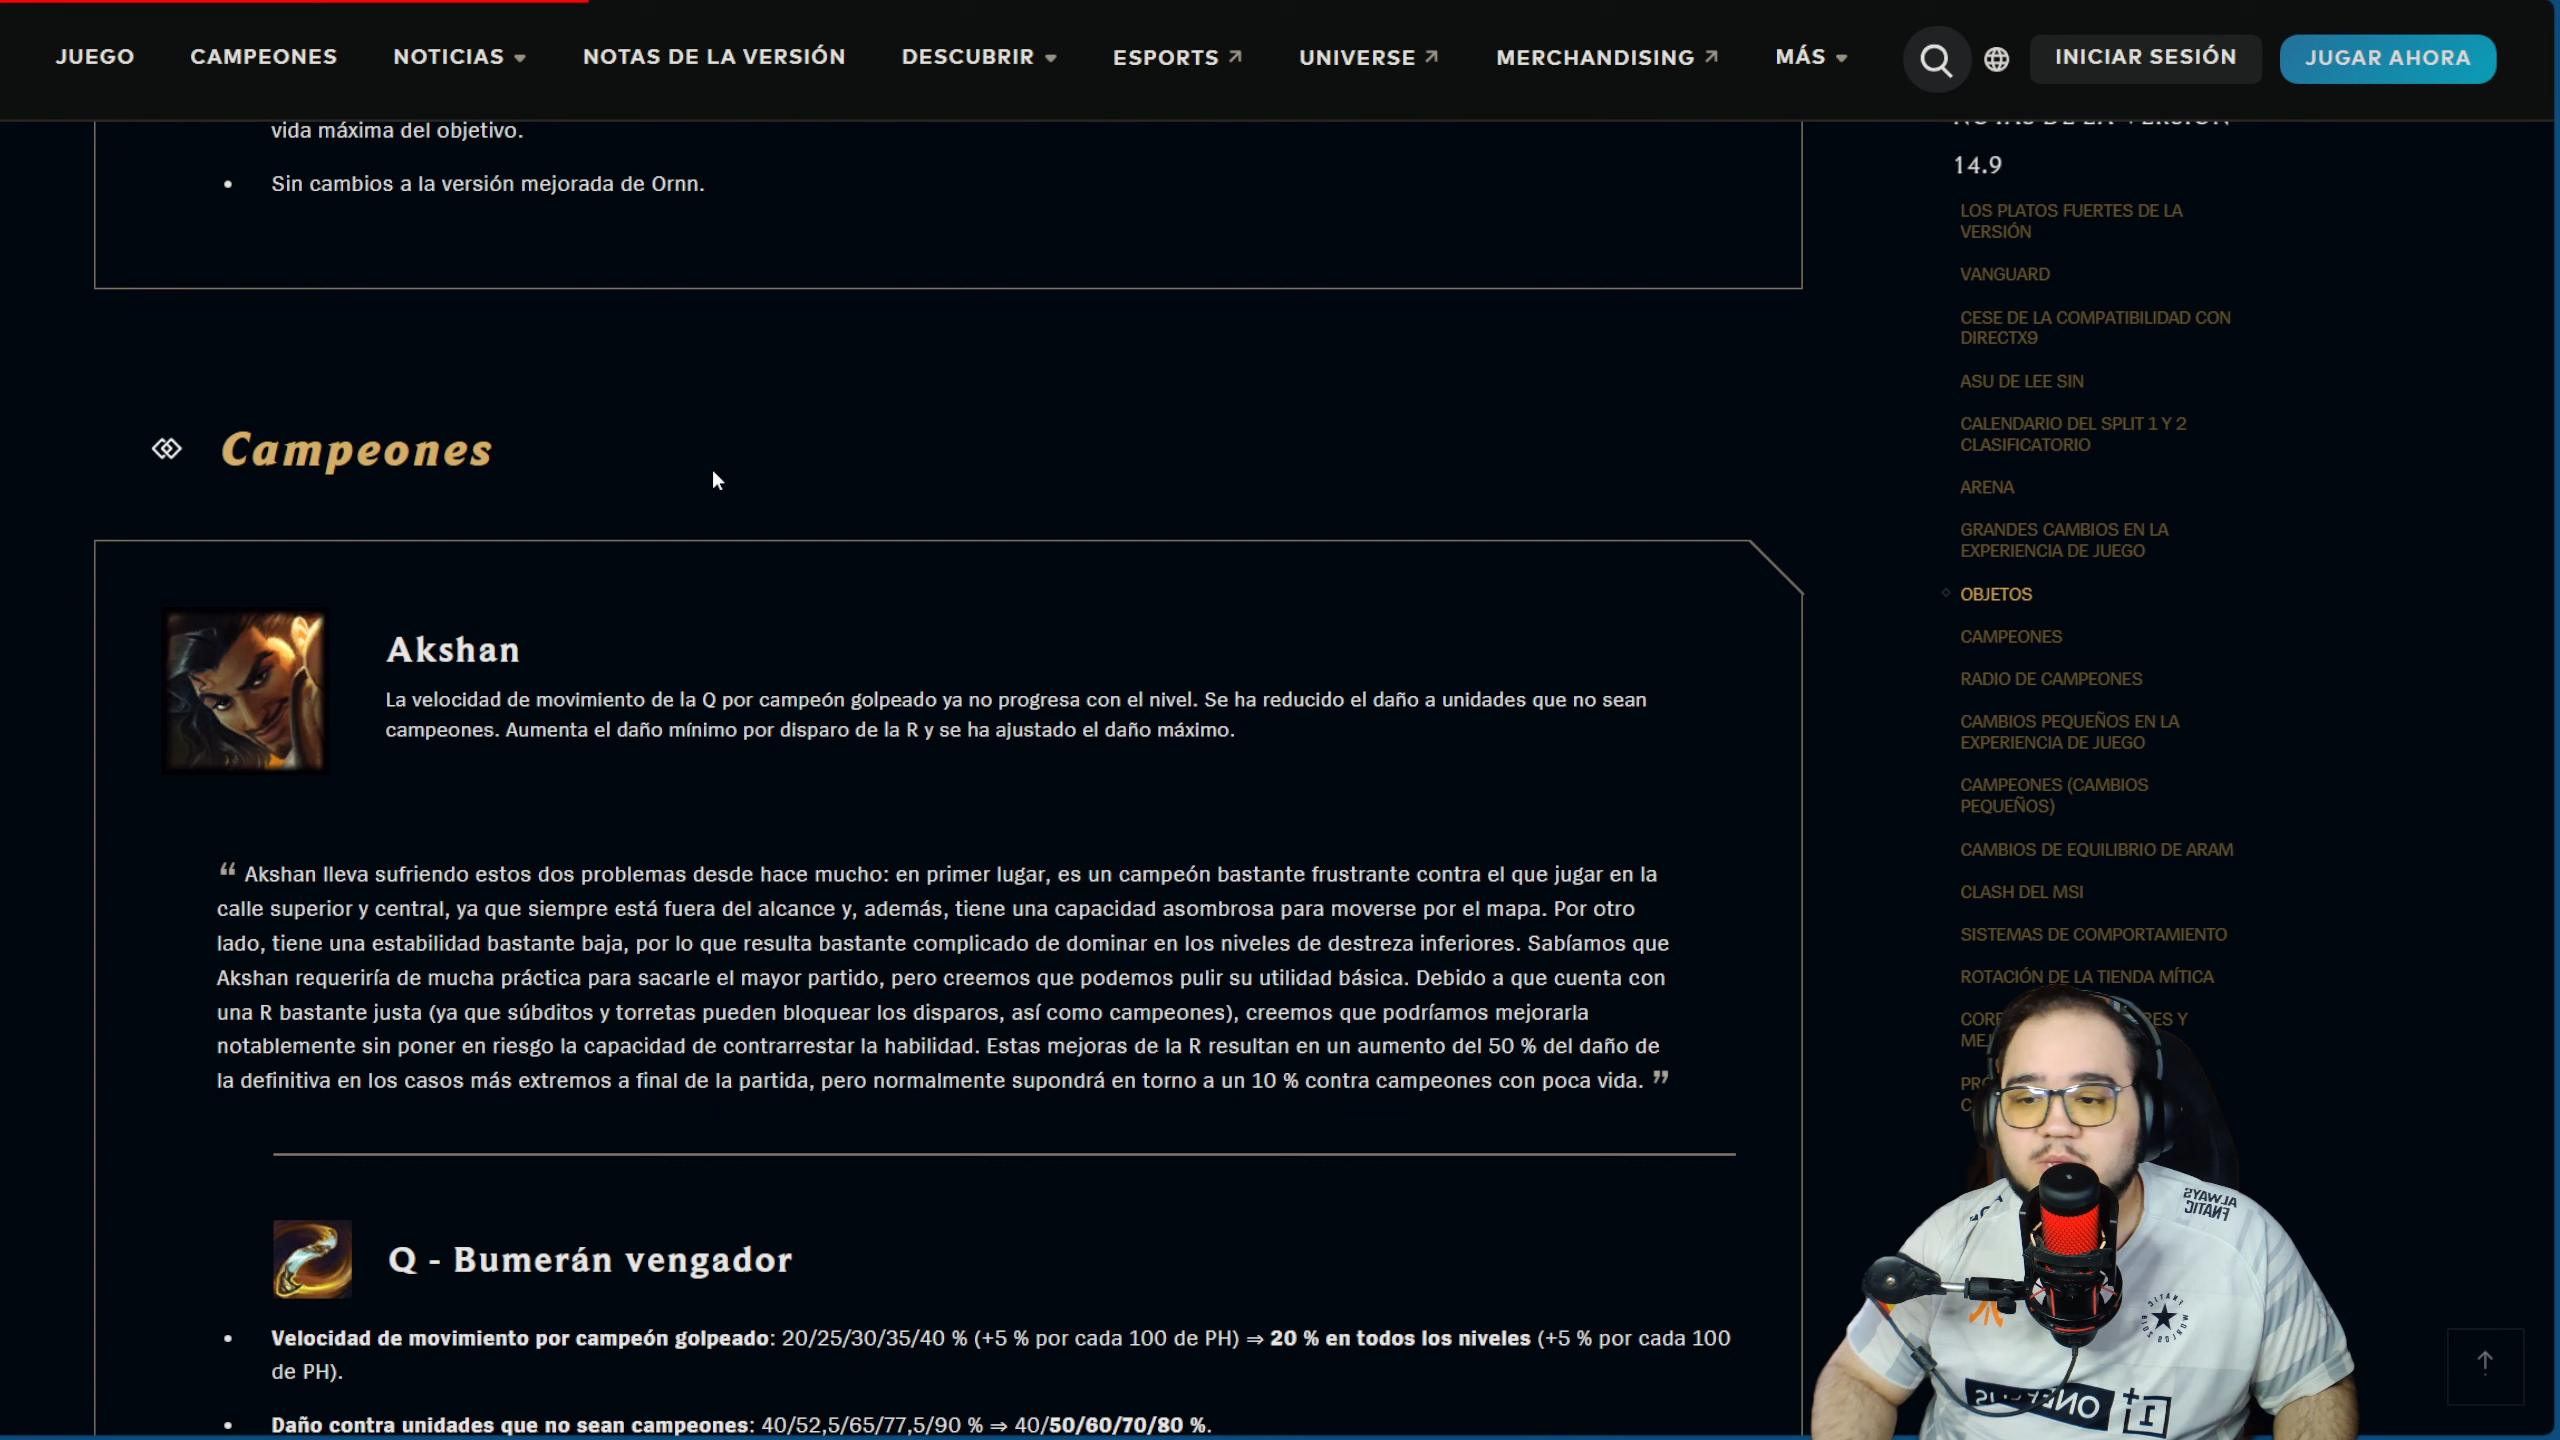 JUEGO CAMPEONES NOTICIAS NOTAS DE LA VERSIÓN DESCUBRIR ESPORTS UNIVERSE MERCHANDISING MÁS INICIAR SESIÓN JUGAR AHORA
vida máxima del objetivo.
• Sin cambios a la versión mejorada de Ornn.
Campeones
Akshan
La velocidad de movimiento de la Q por campeón golpeado ya no progresa con el nivel. Se ha reducido el daño a unidades que no sean
campeones. Aumenta el daño mínimo por disparo de la R y se ha ajustado el daño máximo.
“ Akshan lleva sufriendo estos dos problemas desde hace mucho: en primer lugar, es un campeón bastante frustrante contra el que jugar en la
calle superior y central, ya que siempre está fuera del alcance y, además, tiene una capacidad asombrosa para moverse por el mapa. Por otro
lado, tiene una estabilidad bastante baja, por lo que resulta bastante complicado de dominar en los niveles de destreza inferiores. Sabíamos que
Akshan requeriría de mucha práctica para sacarle el mayor partido, pero creemos que podemos pulir su utilidad básica. Debido a que cuenta con
una R bastante justa (ya que súbditos y torretas pueden bloquear los disparos, así como campeones), creemos que podríamos mejorarla
notablemente sin poner en riesgo la capacidad de contrarrestar la habilidad. Estas mejoras de la R resultan en un aumento del 50 % del daño de
la definitiva en los casos más extremos a final de la partida, pero normalmente supondrá en torno a un 10 % contra campeones con poca vida. ”
Q - Bumerán vengador
• Velocidad de movimiento por campeón golpeado: 20/25/30/35/40 % (+5 % por cada 100 de PH) ⇒ 20 % en todos los niveles (+5 % por cada 100
de PH).
• Daño contra unidades que no sean campeones: 40/52,5/65/77,5/90 % ⇒ 40/50/60/70/80 %.
NOTAS DE LA VERSIÓN
14.9
LOS PLATOS FUERTES DE LA
VERSIÓN
VANGUARD
CESE DE LA COMPATIBILIDAD CON
DIRECTX9
ASU DE LEE SIN
CALENDARIO DEL SPLIT 1 Y 2
CLASIFICATORIO
ARENA
GRANDES CAMBIOS EN LA
EXPERIENCIA DE JUEGO
OBJETOS
CAMPEONES
RADIO DE CAMPEONES
CAMBIOS PEQUEÑOS EN LA
EXPERIENCIA DE JUEGO
CAMPEONES (CAMBIOS
PEQUEÑOS)
CAMBIOS DE EQUILIBRIO DE ARAM
CLASH DEL MSI
SISTEMAS DE COMPORTAMIENTO
ROTACIÓN DE LA TIENDA MÍTICA
ALWAYS
FNATIC